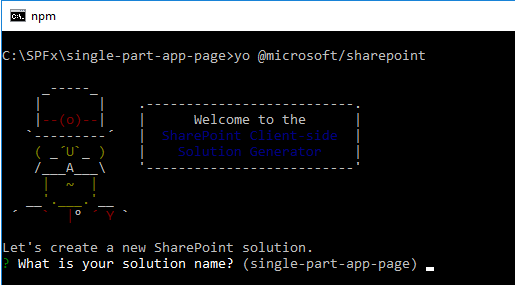 npm
C:\SPFx\single-part-app-page>yo @microsoft/sharepoint
Welcome to the
SharePoint Client-side
Solution Generator
Let's create a new SharePoint solution.
? What is your solution name? (single-part-app-page)